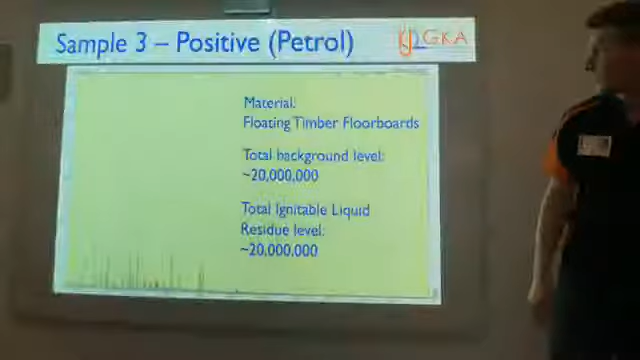 Sample 3 – Positive (Petrol)
GKA
Material:
Floating Timber Floorboards
Total background level:
~20,000,000
Total Ignitable Liquid
Residue level:
~20,000,000